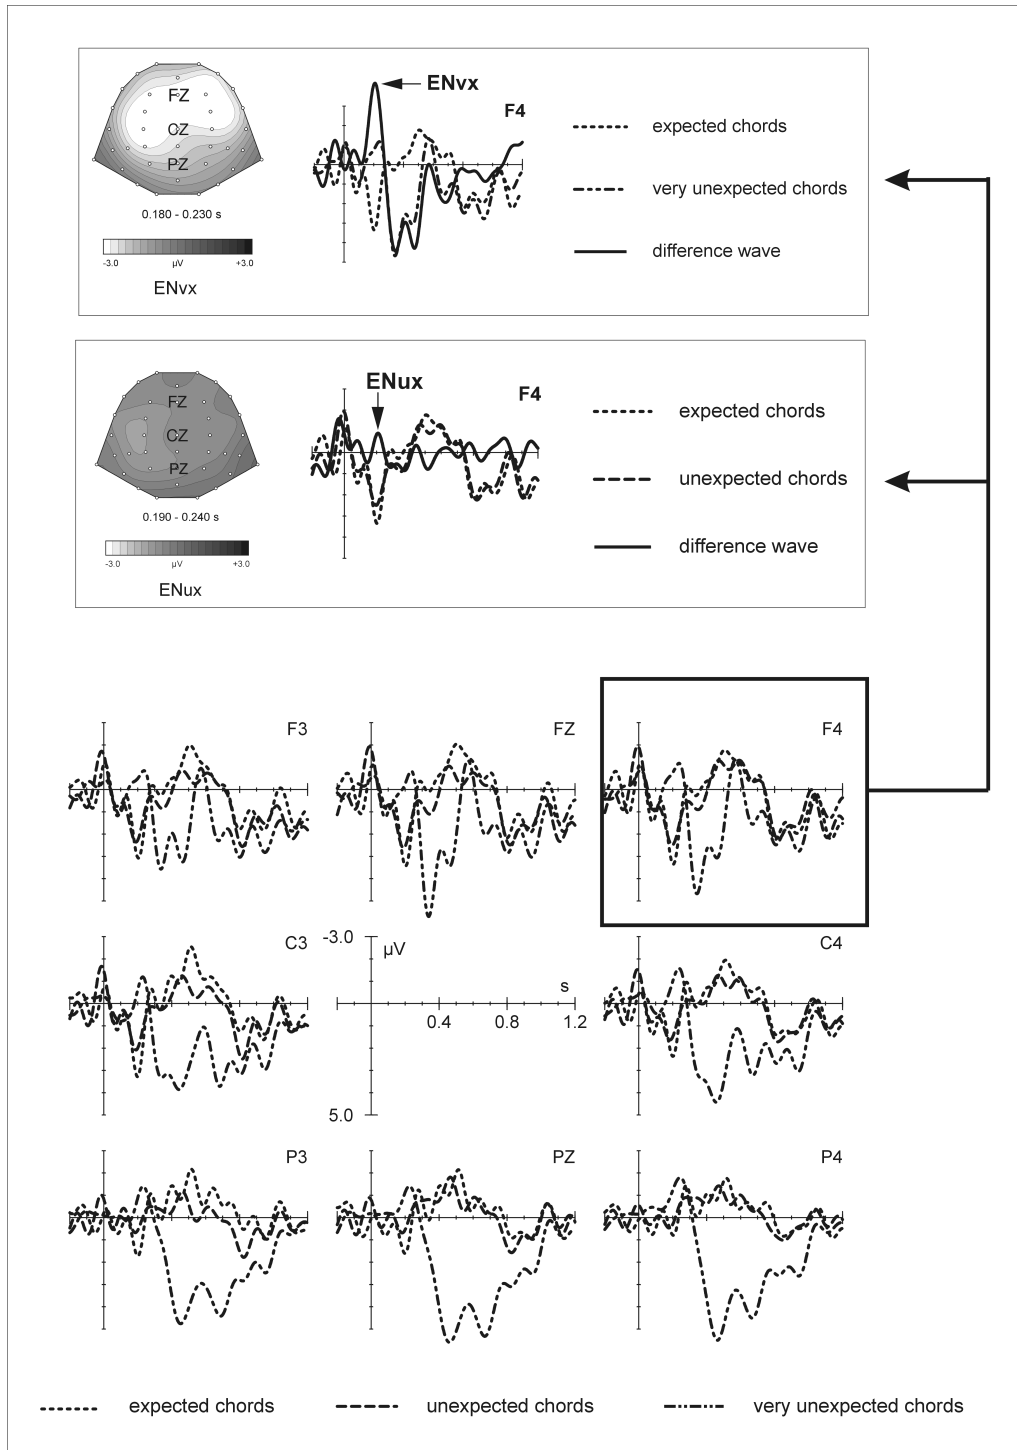 ENvx
F4
FZ
CZ
PZ
0.180 - 0.230 s
-3.0 µV +3.0
ENvx
expected chords
very unexpected chords
difference wave
ENux
F4
FZ
CZ
PZ
0.190 - 0.240 s
-3.0 µV +3.0
ENux
expected chords
unexpected chords
difference wave
F3 FZ F4
C3 -3.0 µV C4
s
0.4 0.8 1.2
5.0
P3 PZ P4
expected chords unexpected chords very unexpected chords